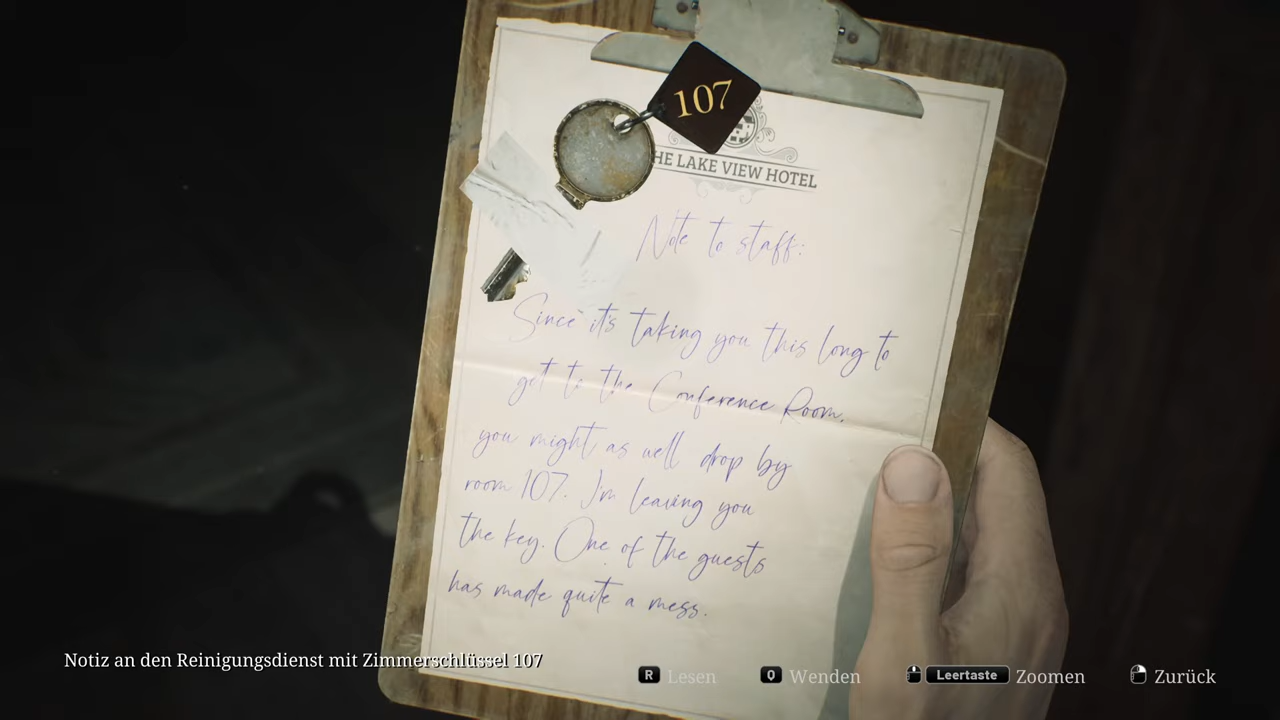 107
HE LAKE VIEW HOTEL
Note to staff:
Since it's taking you this long to
get to the Conference Room,
you might as well drop by
room 107. I'm leaving you
the key. One of the guests
has made quite a mess.
Notiz an den Reinigungsdienst mit Zimmerschlüssel 107
R Lesen Q Wenden Leertaste Zoomen Zurück